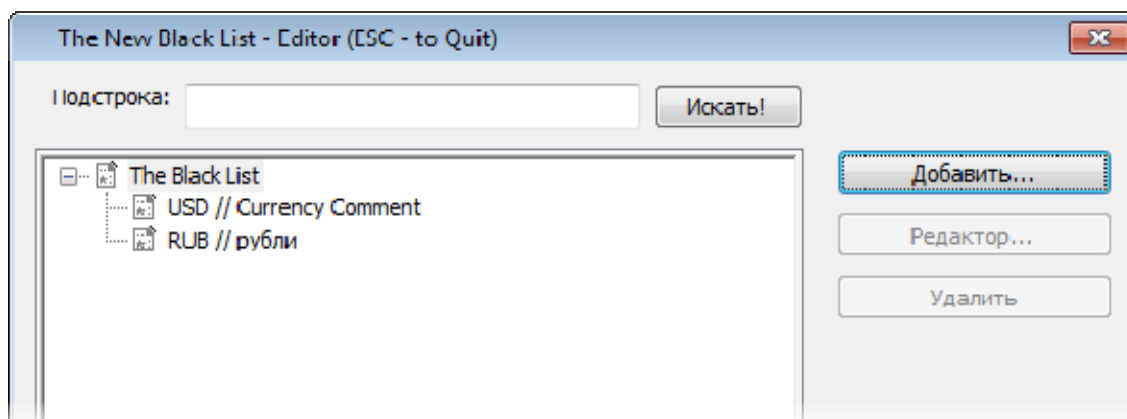 The New Black List - Editor (ESC - to Quit)
Подстрока:
Искать!
The Black List
USD // Currency Comment
RUB // рубли
Добавить...
Редактор...
Удалить